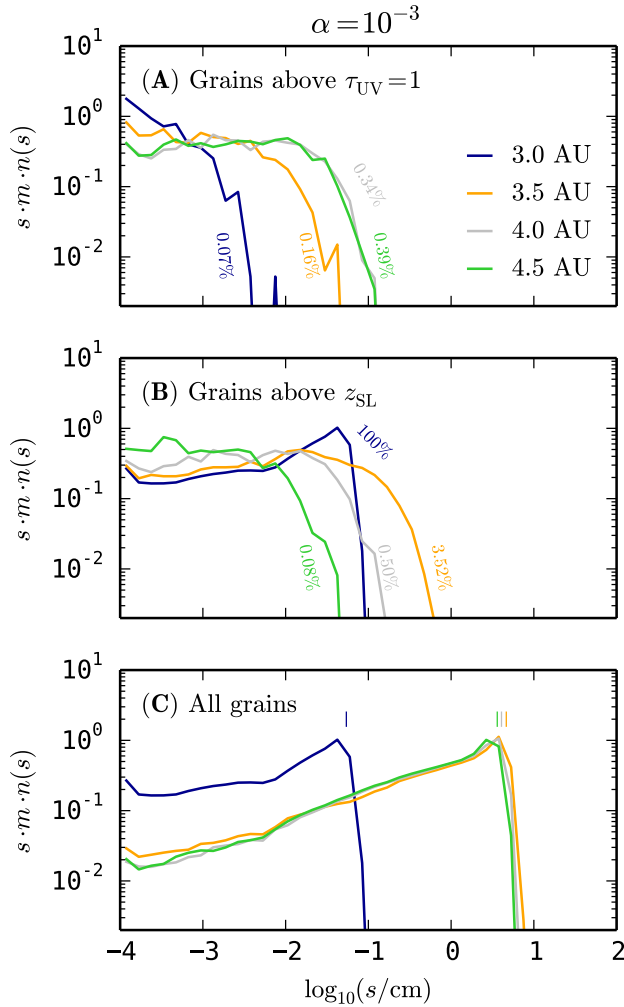 α=10⁻³
(A) Grains above τ_UV=1
s·m·n(s)
10¹
10⁰
10⁻¹
10⁻²
3.0 AU
3.5 AU
4.0 AU
4.5 AU
0.07%
0.16%
0.34%
0.39%
(B) Grains above z_SL
s·m·n(s)
10¹
10⁰
10⁻¹
10⁻²
100%
0.08%
0.50%
3.52%
(C) All grains
s·m·n(s)
10¹
10⁰
10⁻¹
10⁻²
−4 −3 −2 −1 0 1 2
log₁₀(s/cm)